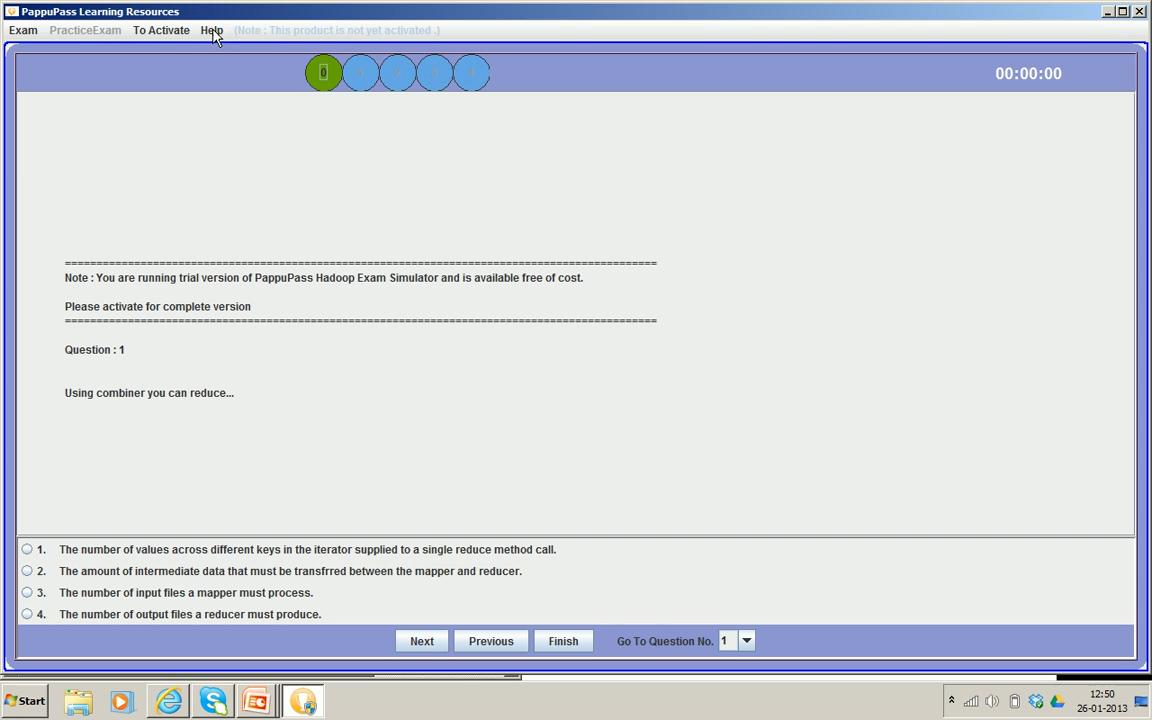 PappuPass Learning Resources
Exam PracticeExam To Activate Help (Note : This product is not yet activated .)
0 1 2 3 4 00:00:00
===============================================================================================
Note : You are running trial version of PappuPass Hadoop Exam Simulator and is available free of cost.
Please activate for complete version
===============================================================================================
Question : 1
Using combiner you can reduce...
1. The number of values across different keys in the iterator supplied to a single reduce method call.
2. The amount of intermediate data that must be transfrred between the mapper and reducer.
3. The number of input files a mapper must process.
4. The number of output files a reducer must produce.
Next Previous Finish Go To Question No. 1
Start 12:50
26-01-2013